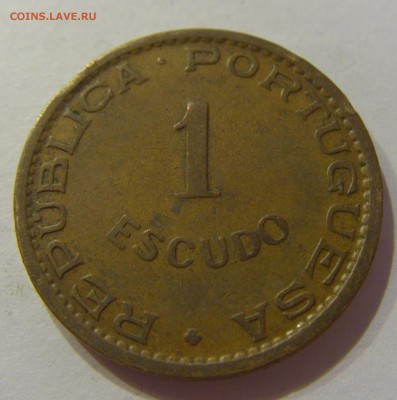 COINS.LAVE.RU
REPUBLICA · PORTUGUESA
1
ESCUDO